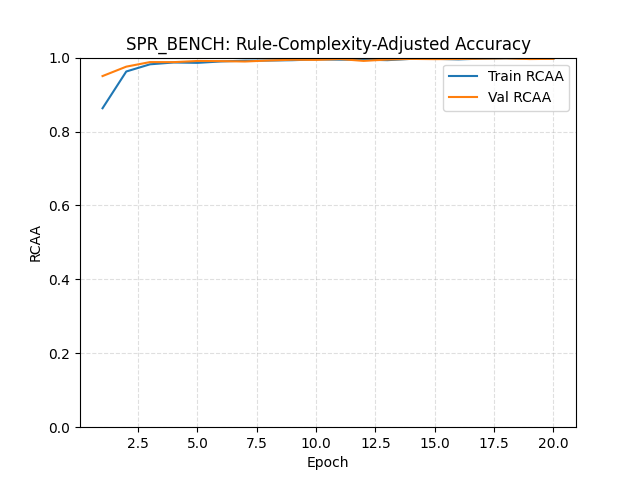 SPR_BENCH: Rule-Complexity-Adjusted Accuracy
1.0
0.8
0.6
0.4
0.2
0.0
RCAA
Train RCAA
Val RCAA
2.5 5.0 7.5 10.0 12.5 15.0 17.5 20.0
Epoch